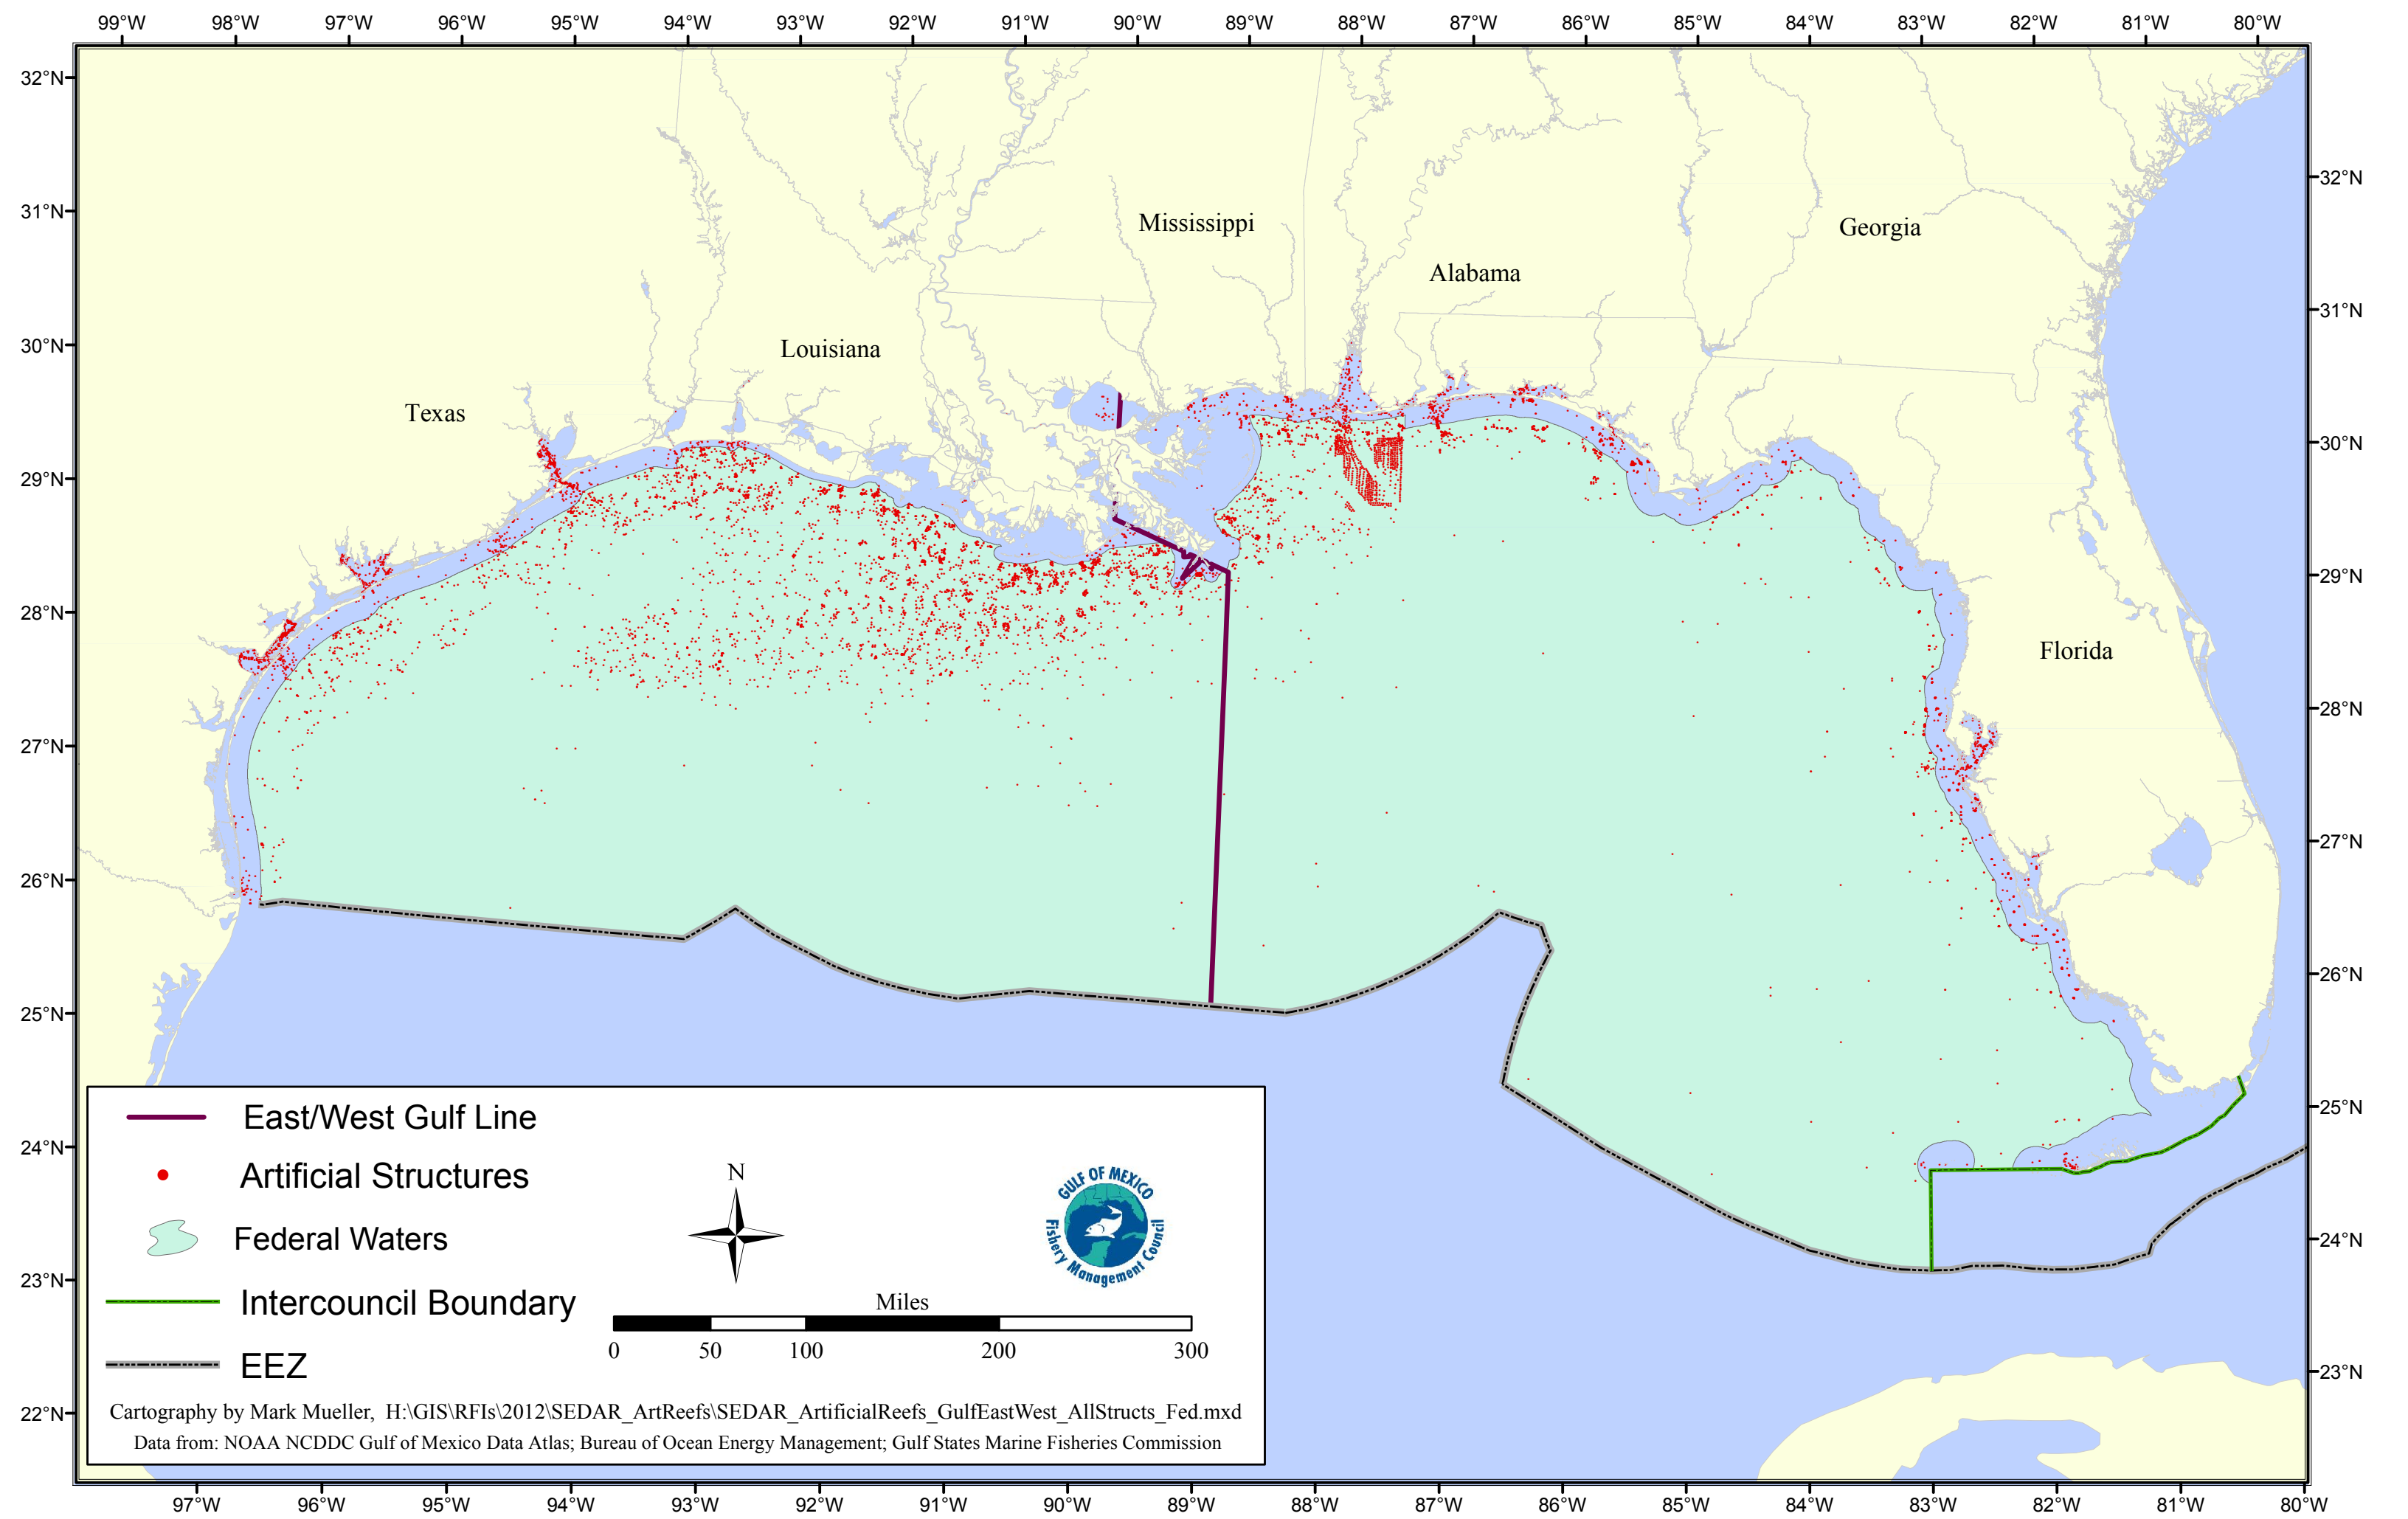 99°W 98°W 97°W 96°W 95°W 94°W 93°W 92°W 91°W 90°W 89°W 88°W 87°W 86°W 85°W 84°W 83°W 82°W 81°W 80°W
32°N
32°N
31°N
Mississippi
Georgia
Alabama
31°N
30°N
Louisiana
Texas
30°N
29°N
29°N
28°N
Florida
28°N
27°N
27°N
26°N
26°N
25°N
25°N
24°N
24°N
23°N
23°N
22°N
East/West Gulf Line
Artificial Structures
Federal Waters
Intercouncil Boundary
EEZ
N
GULF OF MEXICO
Fishery Management Council
Miles
0 50 100 200 300
Cartography by Mark Mueller, H:\GIS\RFIs\2012\SEDAR_ArtReefs\SEDAR_ArtificialReefs_GulfEastWest_AllStructs_Fed.mxd
Data from: NOAA NCDDC Gulf of Mexico Data Atlas; Bureau of Ocean Energy Management; Gulf States Marine Fisheries Commission
97°W 96°W 95°W 94°W 93°W 92°W 91°W 90°W 89°W 88°W 87°W 86°W 85°W 84°W 83°W 82°W 81°W 80°W